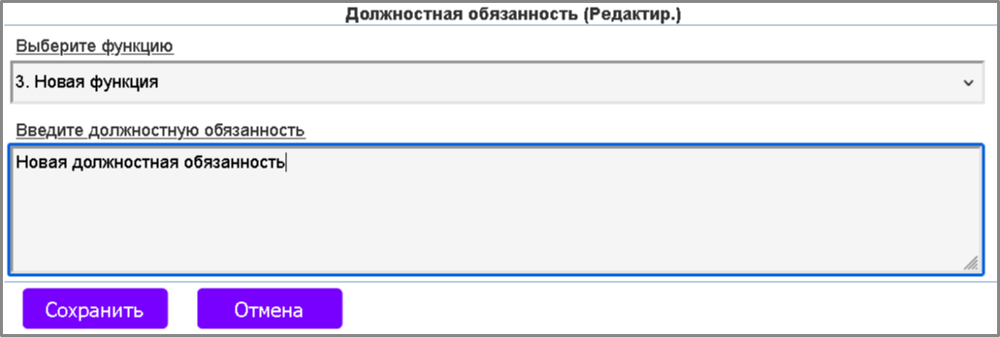 Должностная обязанность (Редактир.)
Выберите функцию
3. Новая функция
Введите должностную обязанность
Новая должностная обязанность
Сохранить Отмена